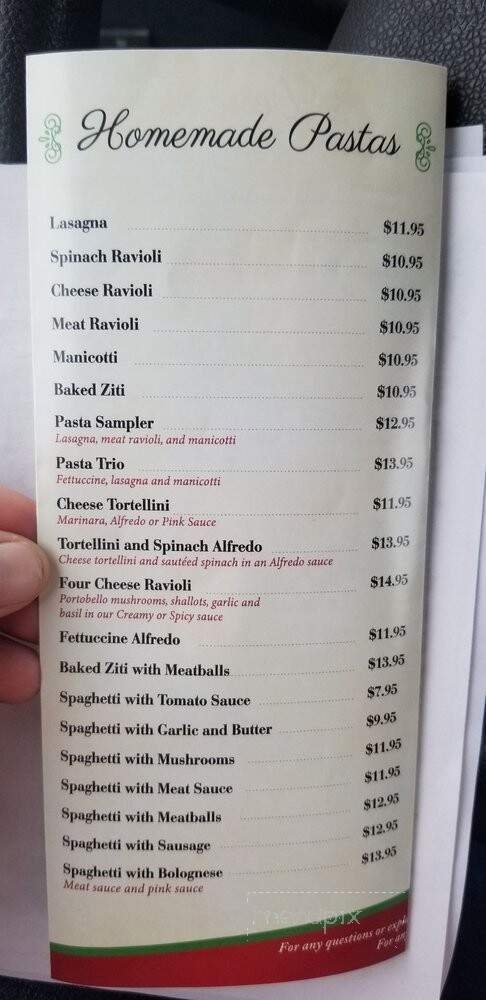 Homemade Pastas
Lasagna $11.95
Spinach Ravioli $10.95
Cheese Ravioli $10.95
Meat Ravioli $10.95
Manicotti $10.95
Baked Ziti $10.95
Pasta Sampler $12.95
Lasagna, meat ravioli, and manicotti
Pasta Trio $13.95
Fettuccine, lasagna and manicotti
Cheese Tortellini $11.95
Marinara, Alfredo or Pink Sauce
Tortellini and Spinach Alfredo $13.95
Cheese tortellini and sautéed spinach in an Alfredo sauce
Four Cheese Ravioli $14.95
Portobello mushrooms, shallots, garlic and
basil in our Creamy or Spicy sauce
Fettuccine Alfredo $11.95
Baked Ziti with Meatballs $13.95
Spaghetti with Tomato Sauce $7.95
Spaghetti with Garlic and Butter $9.95
Spaghetti with Mushrooms $11.95
Spaghetti with Meat Sauce $11.95
Spaghetti with Meatballs $12.95
Spaghetti with Sausage $12.95
Spaghetti with Bolognese $13.95
Meat sauce and pink sauce
For any questions or
For